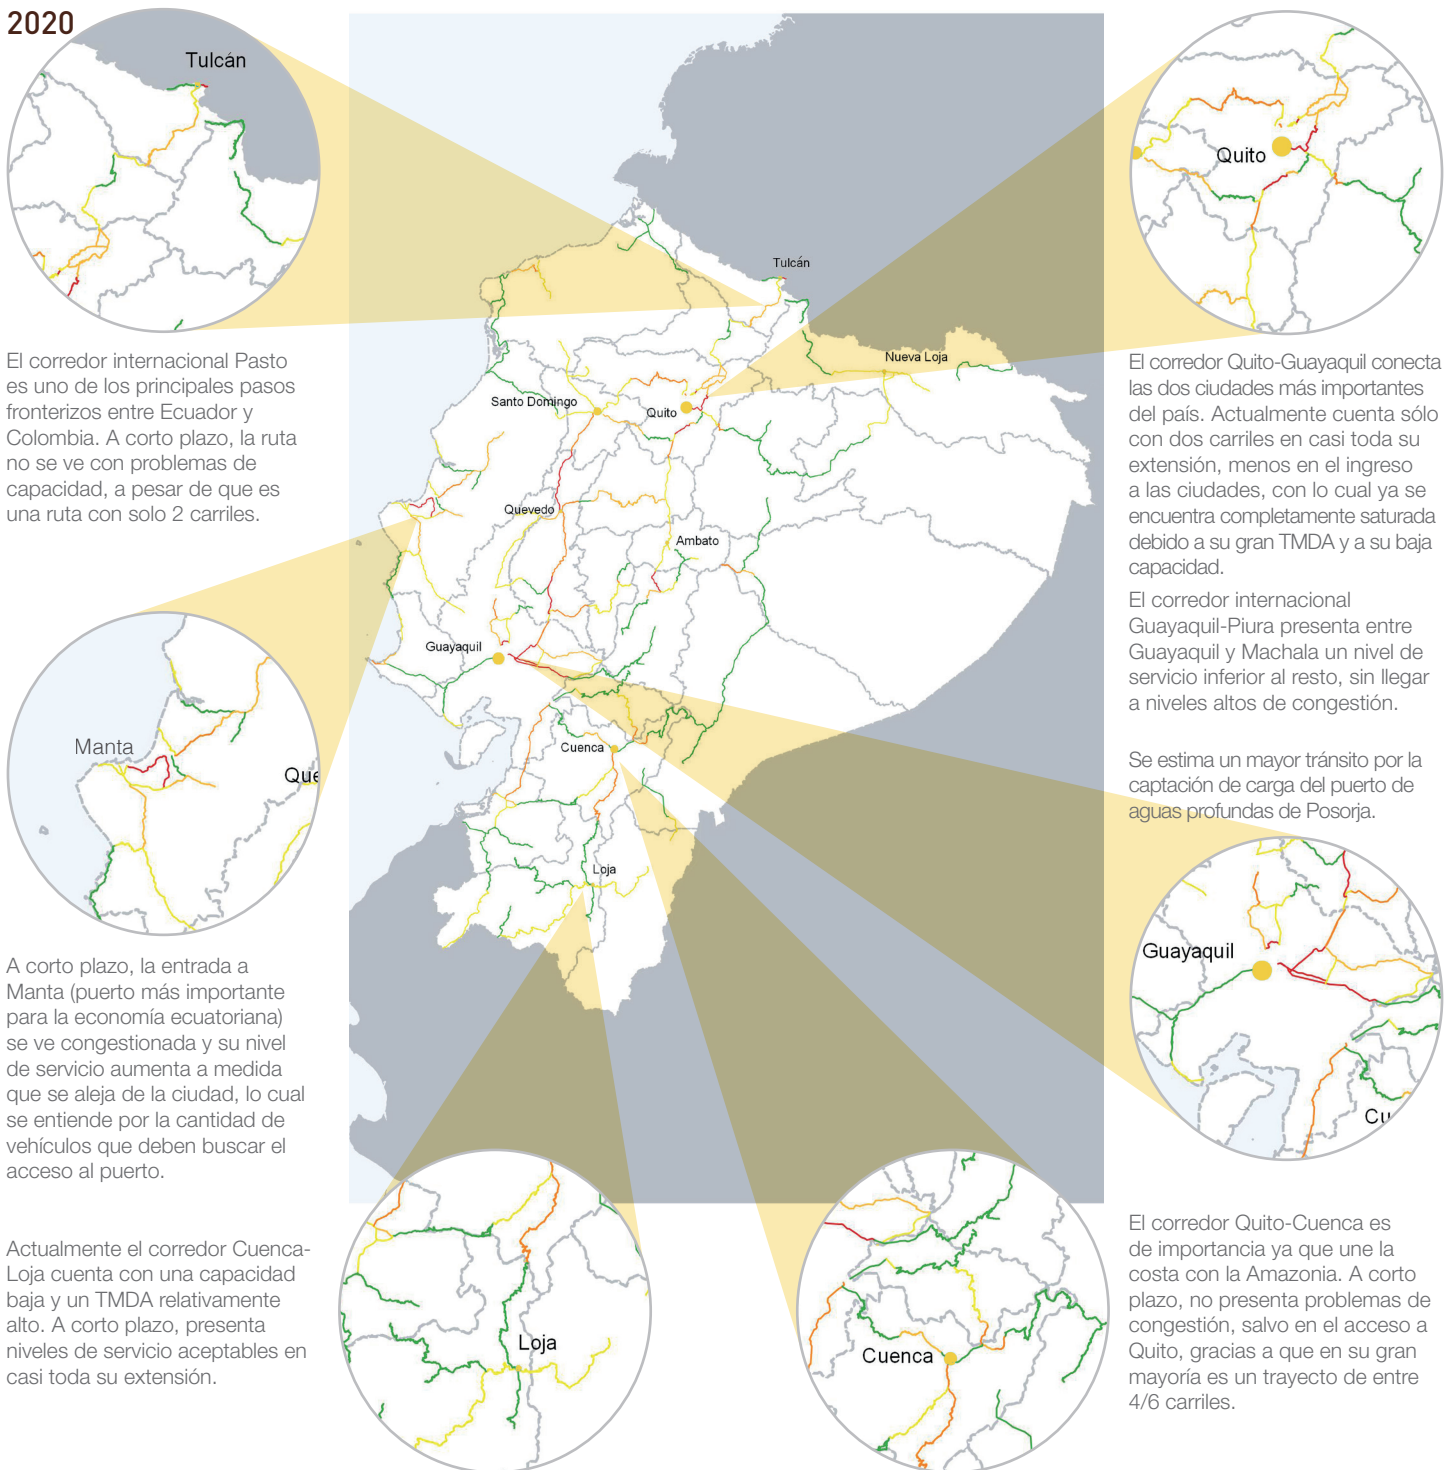 2020
Tulcán
El corredor internacional Pasto
es uno de los principales pasos
fronterizos entre Ecuador y
Colombia. A corto plazo, la ruta
no se ve con problemas de
capacidad, a pesar de que es
una ruta con solo 2 carriles.
Manta
Que
A corto plazo, la entrada a
Manta (puerto más importante
para la economía ecuatoriana)
se ve congestionada y su nivel
de servicio aumenta a medida
que se aleja de la ciudad, lo cual
se entiende por la cantidad de
vehículos que deben buscar el
acceso al puerto.
Actualmente el corredor Cuenca-
Loja cuenta con una capacidad
baja y un TMDA relativamente
alto. A corto plazo, presenta
niveles de servicio aceptables en
casi toda su extensión.
Tulcán
Nueva Loja
Santo Domingo
Quito
Quevedo
Ambato
Guayaquil
Cuenca
Loja
Loja
Cuenca
Quito
El corredor Quito-Guayaquil conecta
las dos ciudades más importantes
del país. Actualmente cuenta sólo
con dos carriles en casi toda su
extensión, menos en el ingreso
a las ciudades, con lo cual ya se
encuentra completamente saturada
debido a su gran TMDA y a su baja
capacidad.
El corredor internacional
Guayaquil-Piura presenta entre
Guayaquil y Machala un nivel de
servicio inferior al resto, sin llegar
a niveles altos de congestión.
Se estima un mayor tránsito por la
captación de carga del puerto de
aguas profundas de Posorja.
Guayaquil
Cu
El corredor Quito-Cuenca es
de importancia ya que une la
costa con la Amazonia. A corto
plazo, no presenta problemas de
congestión, salvo en el acceso a
Quito, gracias a que en su gran
mayoría es un trayecto de entre
4/6 carriles.